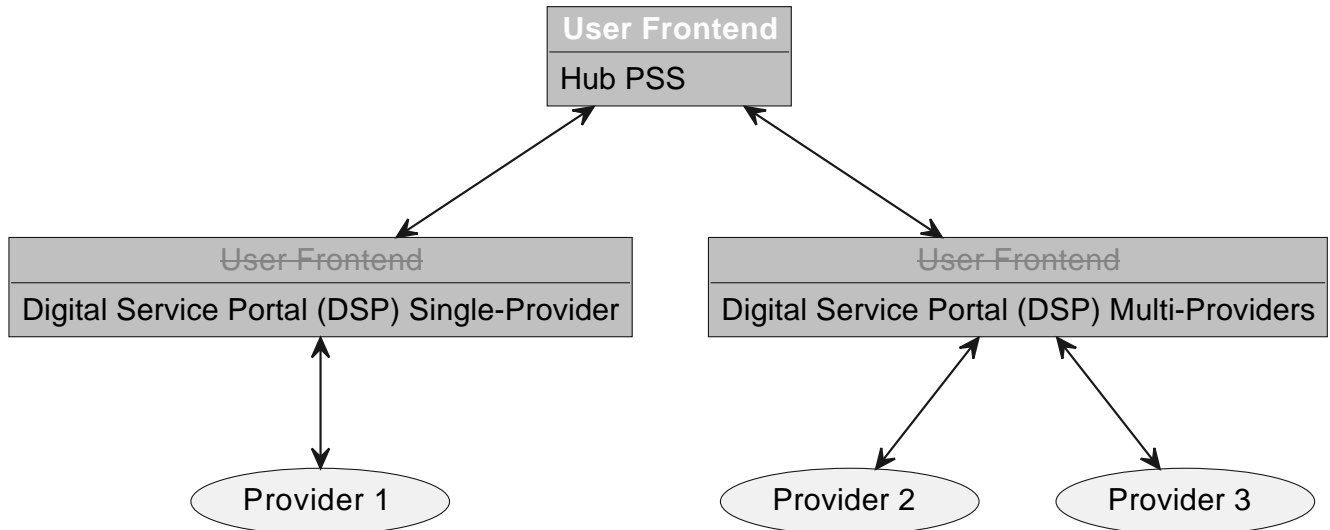 User Frontend
Hub PSS
User Frontend
Digital Service Portal (DSP) Single-Provider
User Frontend
Digital Service Portal (DSP) Multi-Providers
Provider 1
Provider 2
Provider 3